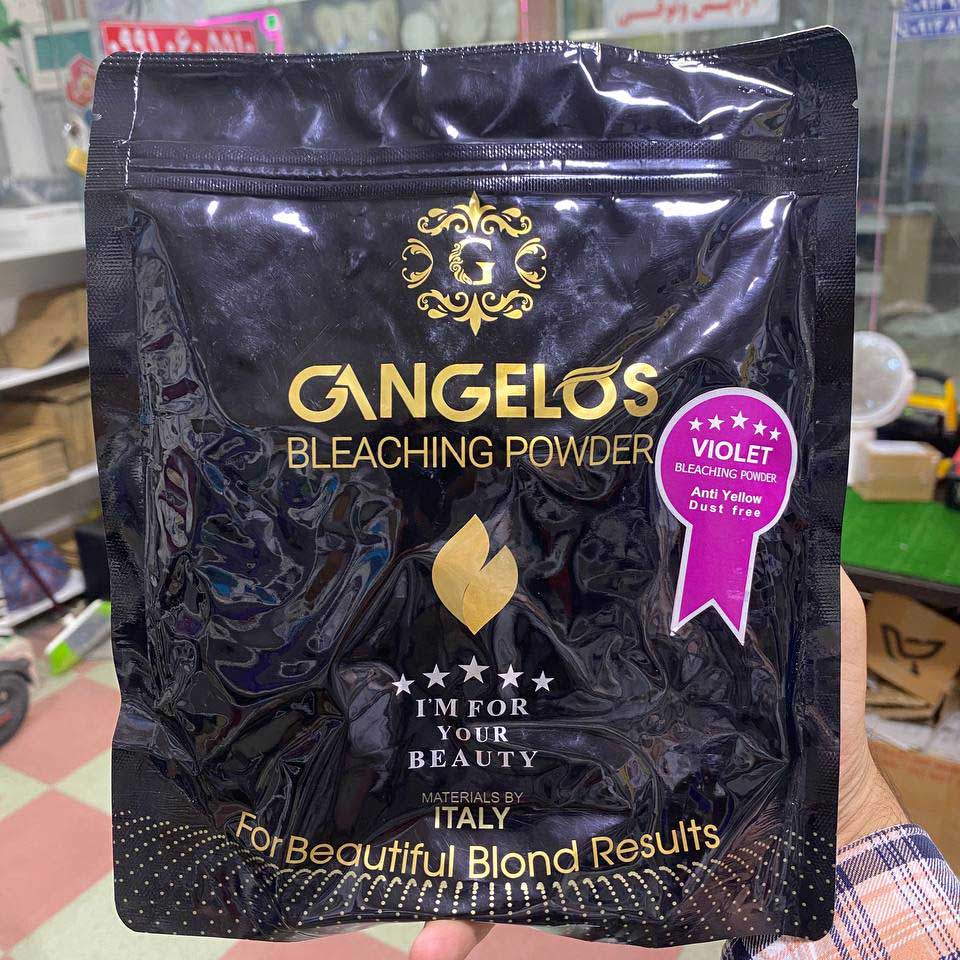 G
GANGELOS
BLEACHING POWDER
VIOLET
BLEACHING POWDER
Anti Yellow
Dust free
I'M FOR
YOUR
BEAUTY
MATERIALS BY
ITALY
For Beautiful Blond Results